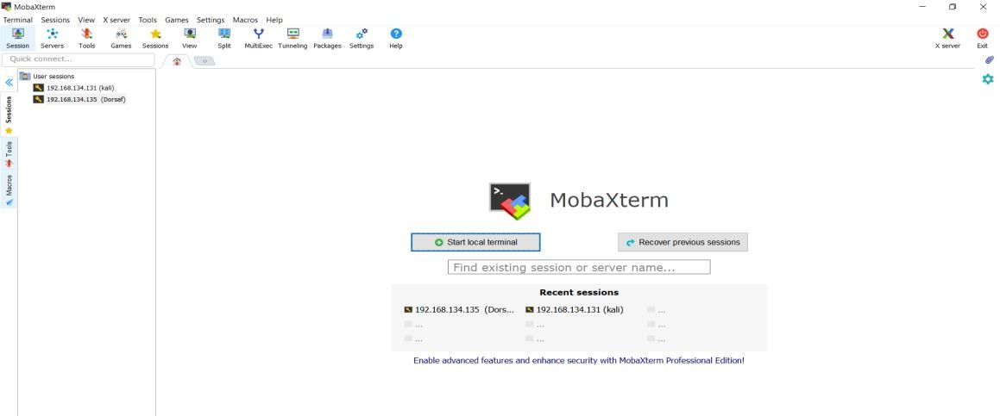 MobaXterm
Terminal Sessions View X server Tools Games Settings Macros Help
Session Servers Tools Games Sessions View Split MultiExec Tunneling Packages Settings Help X server Exit
Quick connect...
User sessions
192.168.134.131 (kali)
192.168.134.135 (Dorsaf)
Sessions
Tools
Macros
>_
MobaXterm
Start local terminal Recover previous sessions
Find existing session or server name...
Recent sessions
192.168.134.135 (Dors... 192.168.134.131 (kali) ...
... ... ...
... ... ...
Enable advanced features and enhance security with MobaXterm Professional Edition!